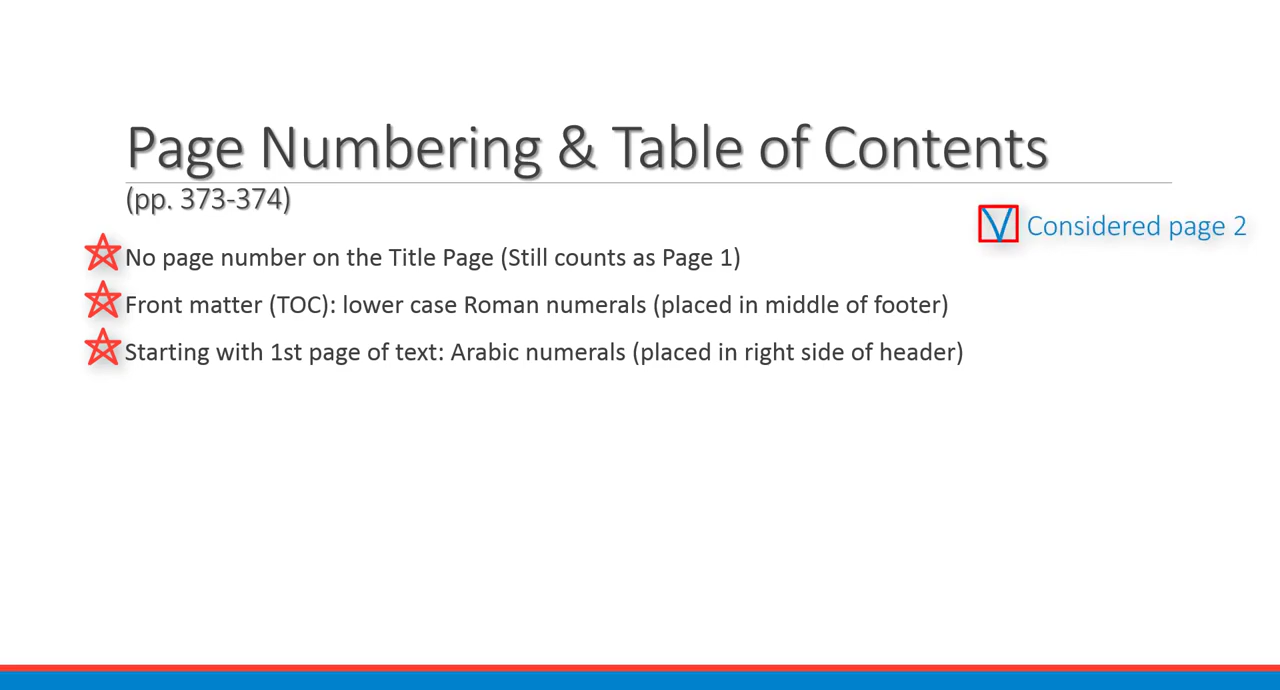 Page Numbering & Table of Contents
(pp. 373-374)
V Considered page 2
No page number on the Title Page (Still counts as Page 1)
Front matter (TOC): lower case Roman numerals (placed in middle of footer)
Starting with 1st page of text: Arabic numerals (placed in right side of header)